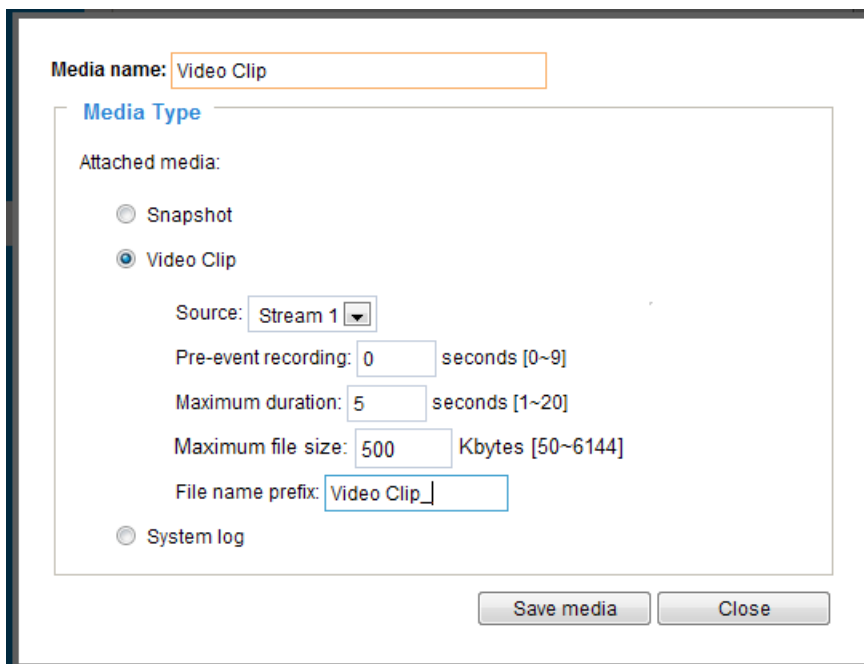 Media name: Video Clip
Media Type
Attached media:
Snapshot
Video Clip
Source: Stream 1
Pre-event recording: 0 seconds [0~9]
Maximum duration: 5 seconds [1~20]
Maximum file size: 500 Kbytes [50~6144]
File name prefix: Video Clip_
System log
Save media Close